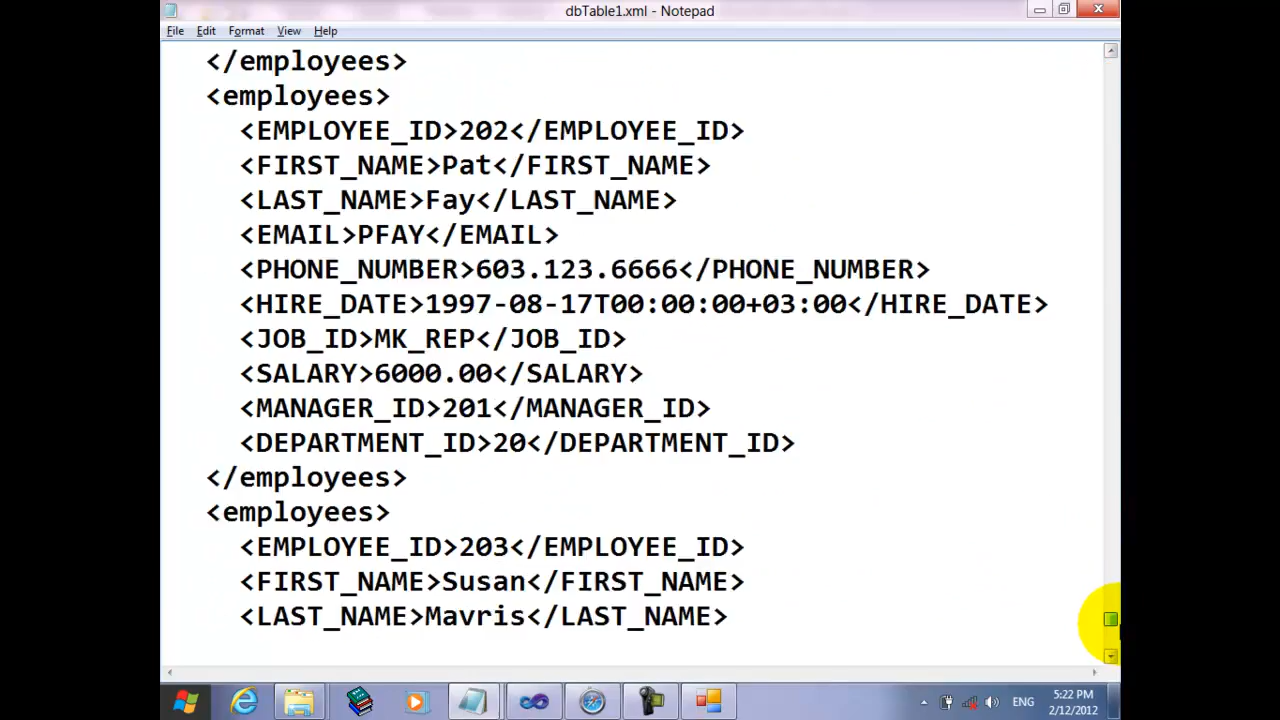 dbTable1.xml - Notepad
File Edit Format View Help
</employees>
<employees>
<EMPLOYEE_ID>202</EMPLOYEE_ID>
<FIRST_NAME>Pat</FIRST_NAME>
<LAST_NAME>Fay</LAST_NAME>
<EMAIL>PFAY</EMAIL>
<PHONE_NUMBER>603.123.6666</PHONE_NUMBER>
<HIRE_DATE>1997-08-17T00:00:00+03:00</HIRE_DATE>
<JOB_ID>MK_REP</JOB_ID>
<SALARY>6000.00</SALARY>
<MANAGER_ID>201</MANAGER_ID>
<DEPARTMENT_ID>20</DEPARTMENT_ID>
</employees>
<employees>
<EMPLOYEE_ID>203</EMPLOYEE_ID>
<FIRST_NAME>Susan</FIRST_NAME>
<LAST_NAME>Mavris</LAST_NAME>
ENG
5:22 PM
2/12/2012